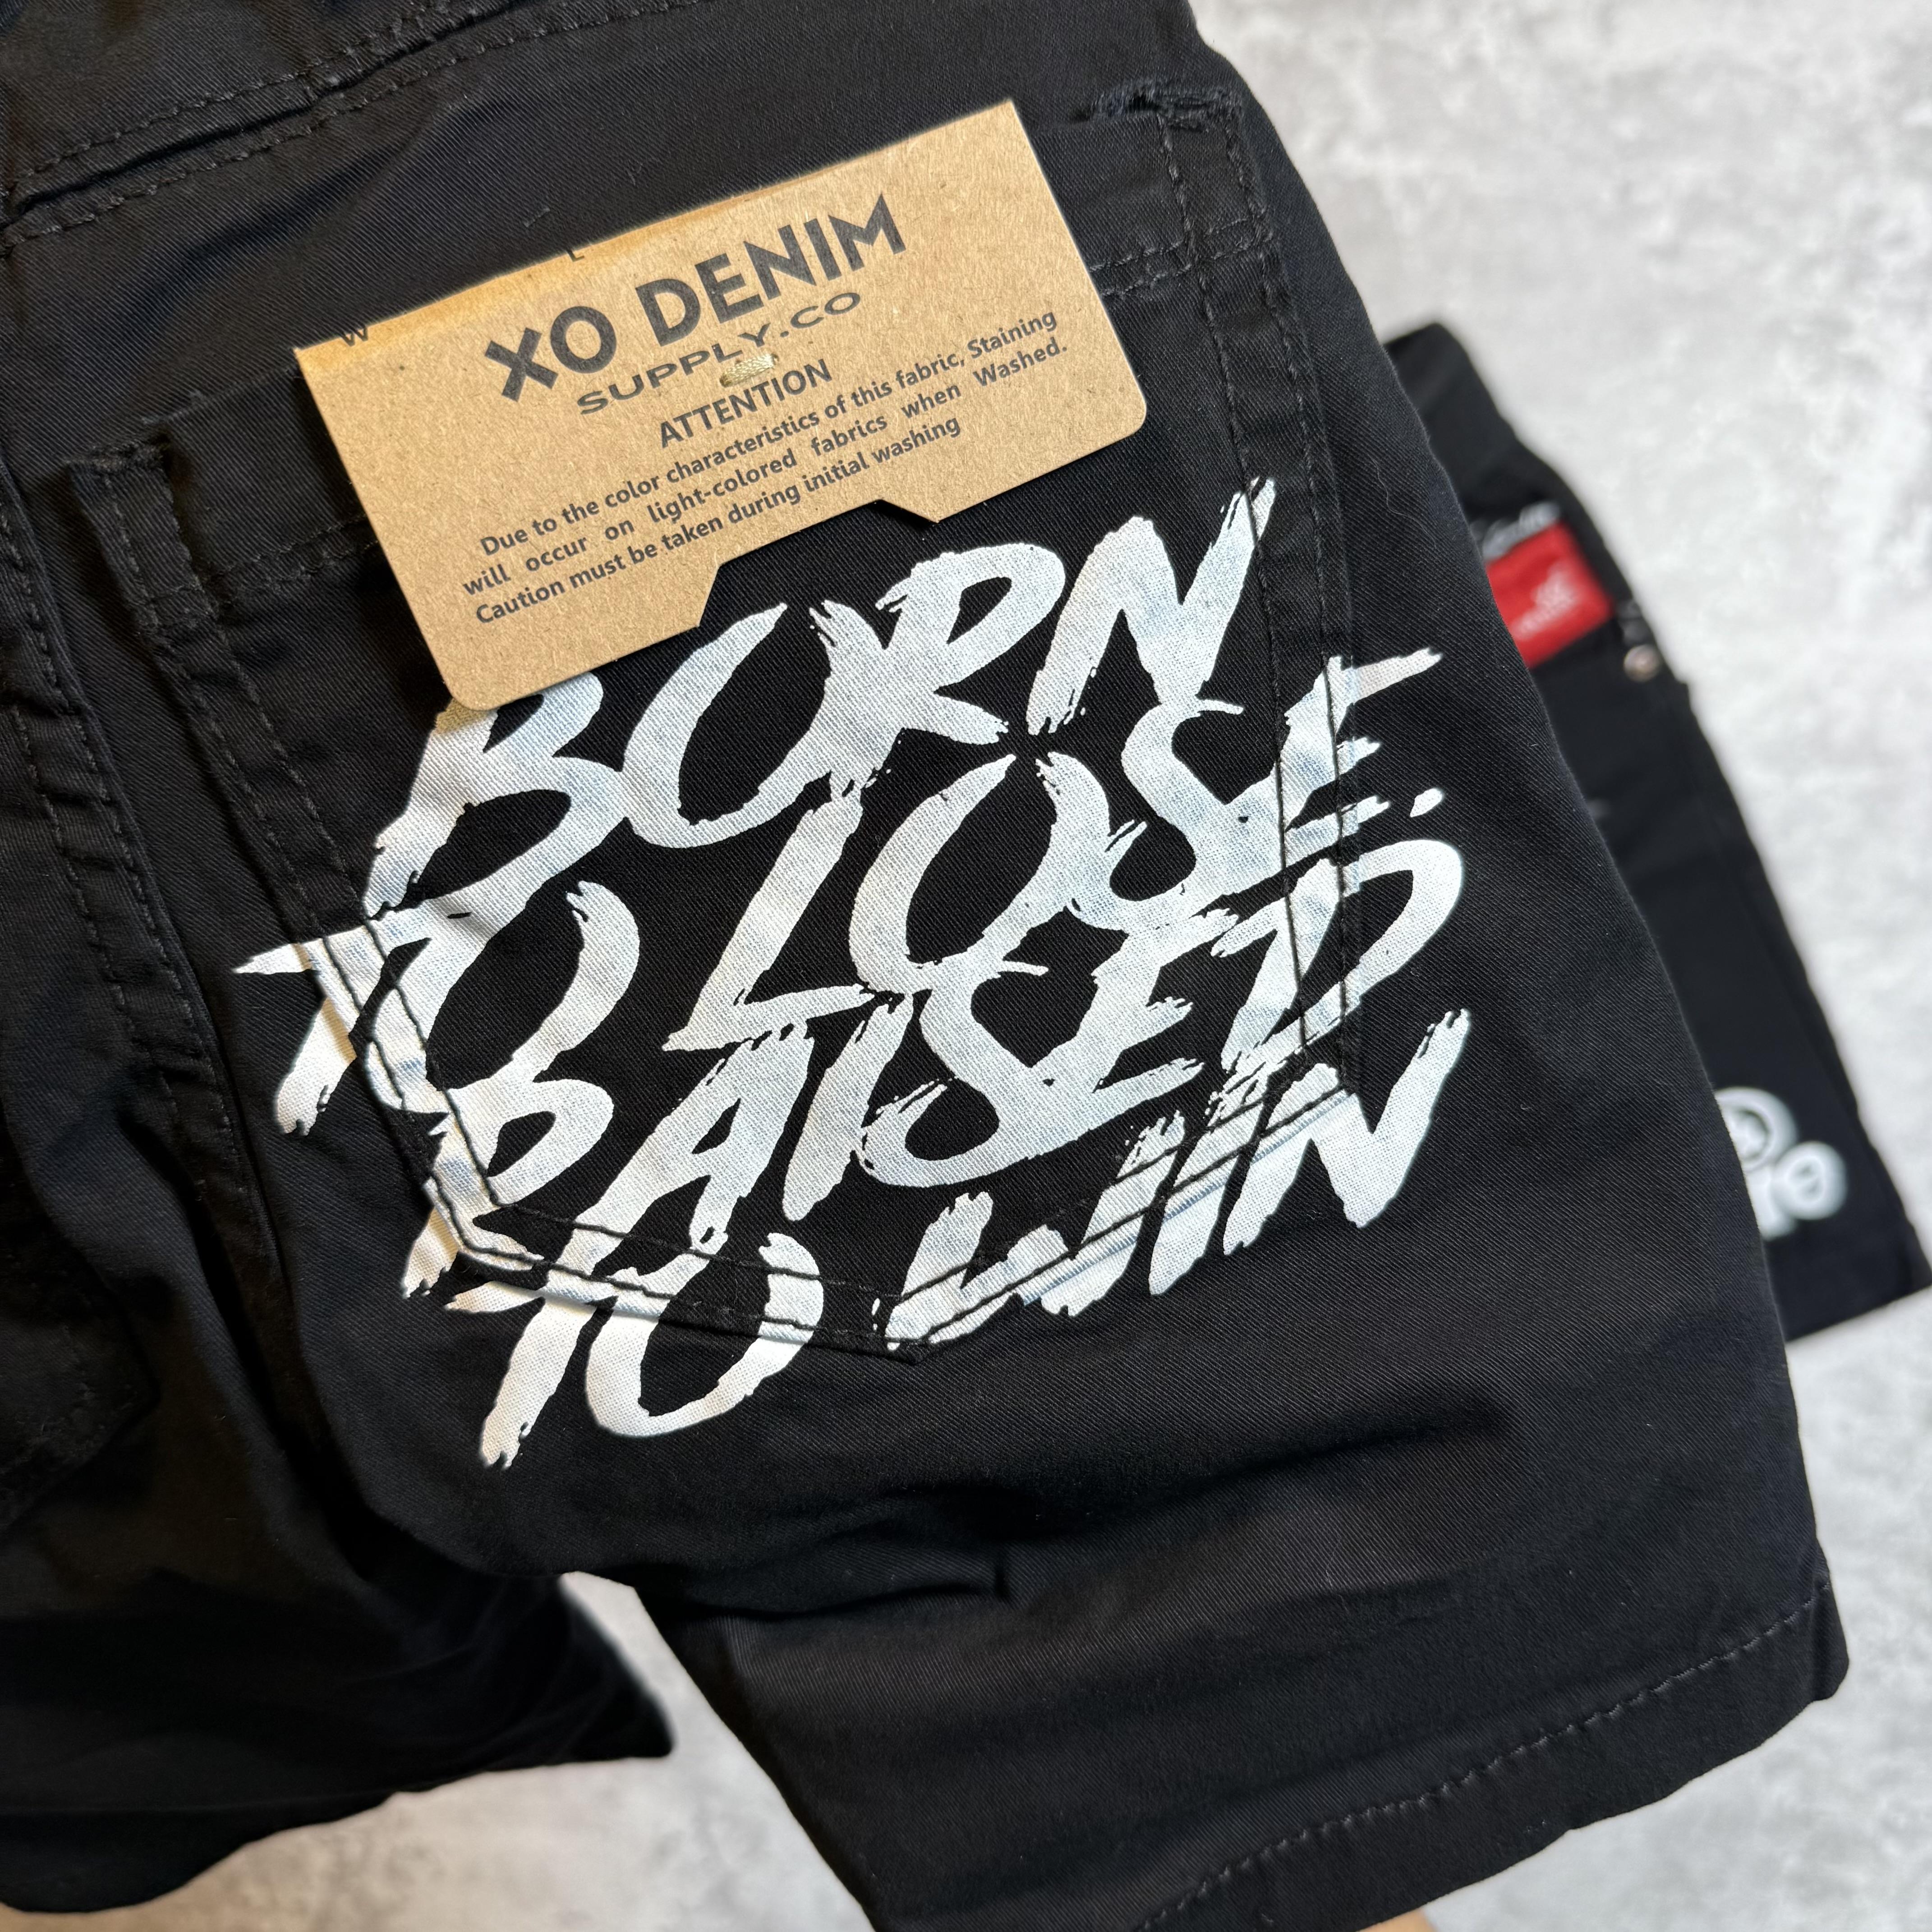 W L
XO DENIM
SUPPLY.CO
ATTENTION
Due to the color characteristics of this fabric, Staining
will occur on light-colored fabrics when Washed.
Caution must be taken during initial washing
BORN
TO LOSE.
RAISED
TO WIN